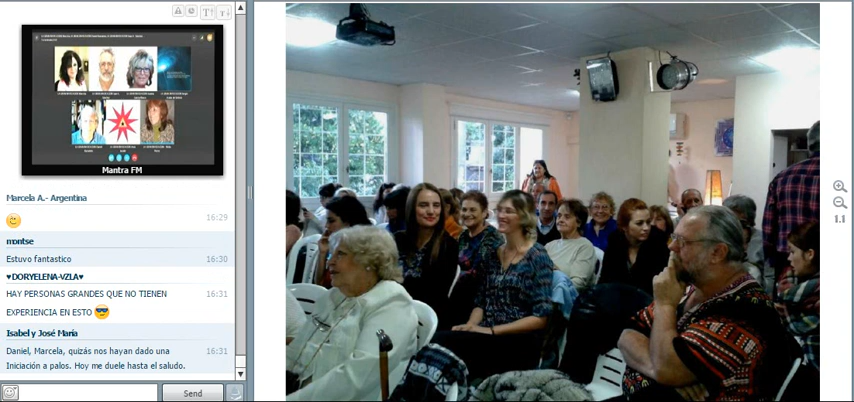 Mantra FM
Marcela A.- Argentina
16:29
montse
Estuvo fantastico 16:30
♥DORYELENA-VZLA♥
HAY PERSONAS GRANDES QUE NO TIENEN 16:31
EXPERIENCIA EN ESTO
Isabel y José María
Daniel, Marcela, quizás nos hayan dado una 16:31
Iniciación a palos. Hoy me duele hasta el saludo.
Send
1.1